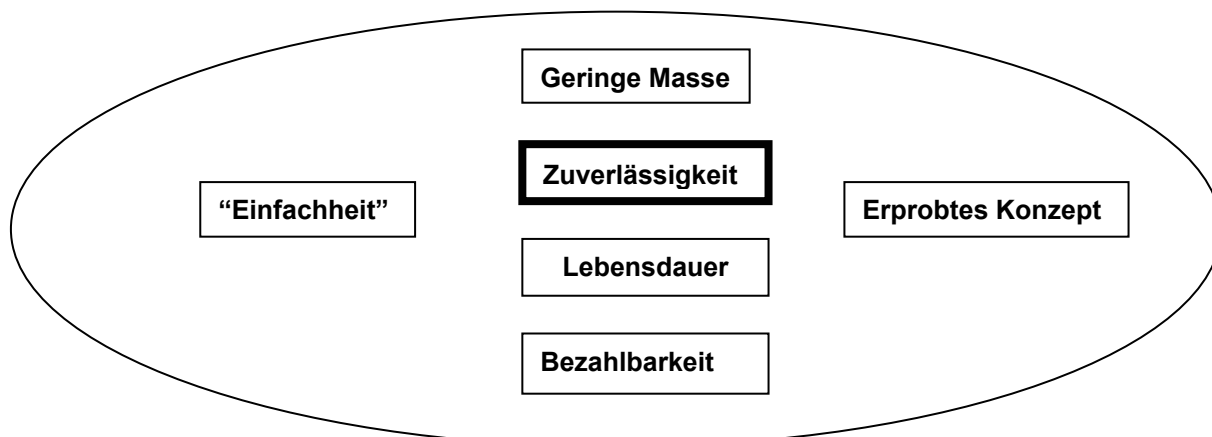 Geringe Masse
Zuverlässigkeit
“Einfachheit”
Erprobtes Konzept
Lebensdauer
Bezahlbarkeit